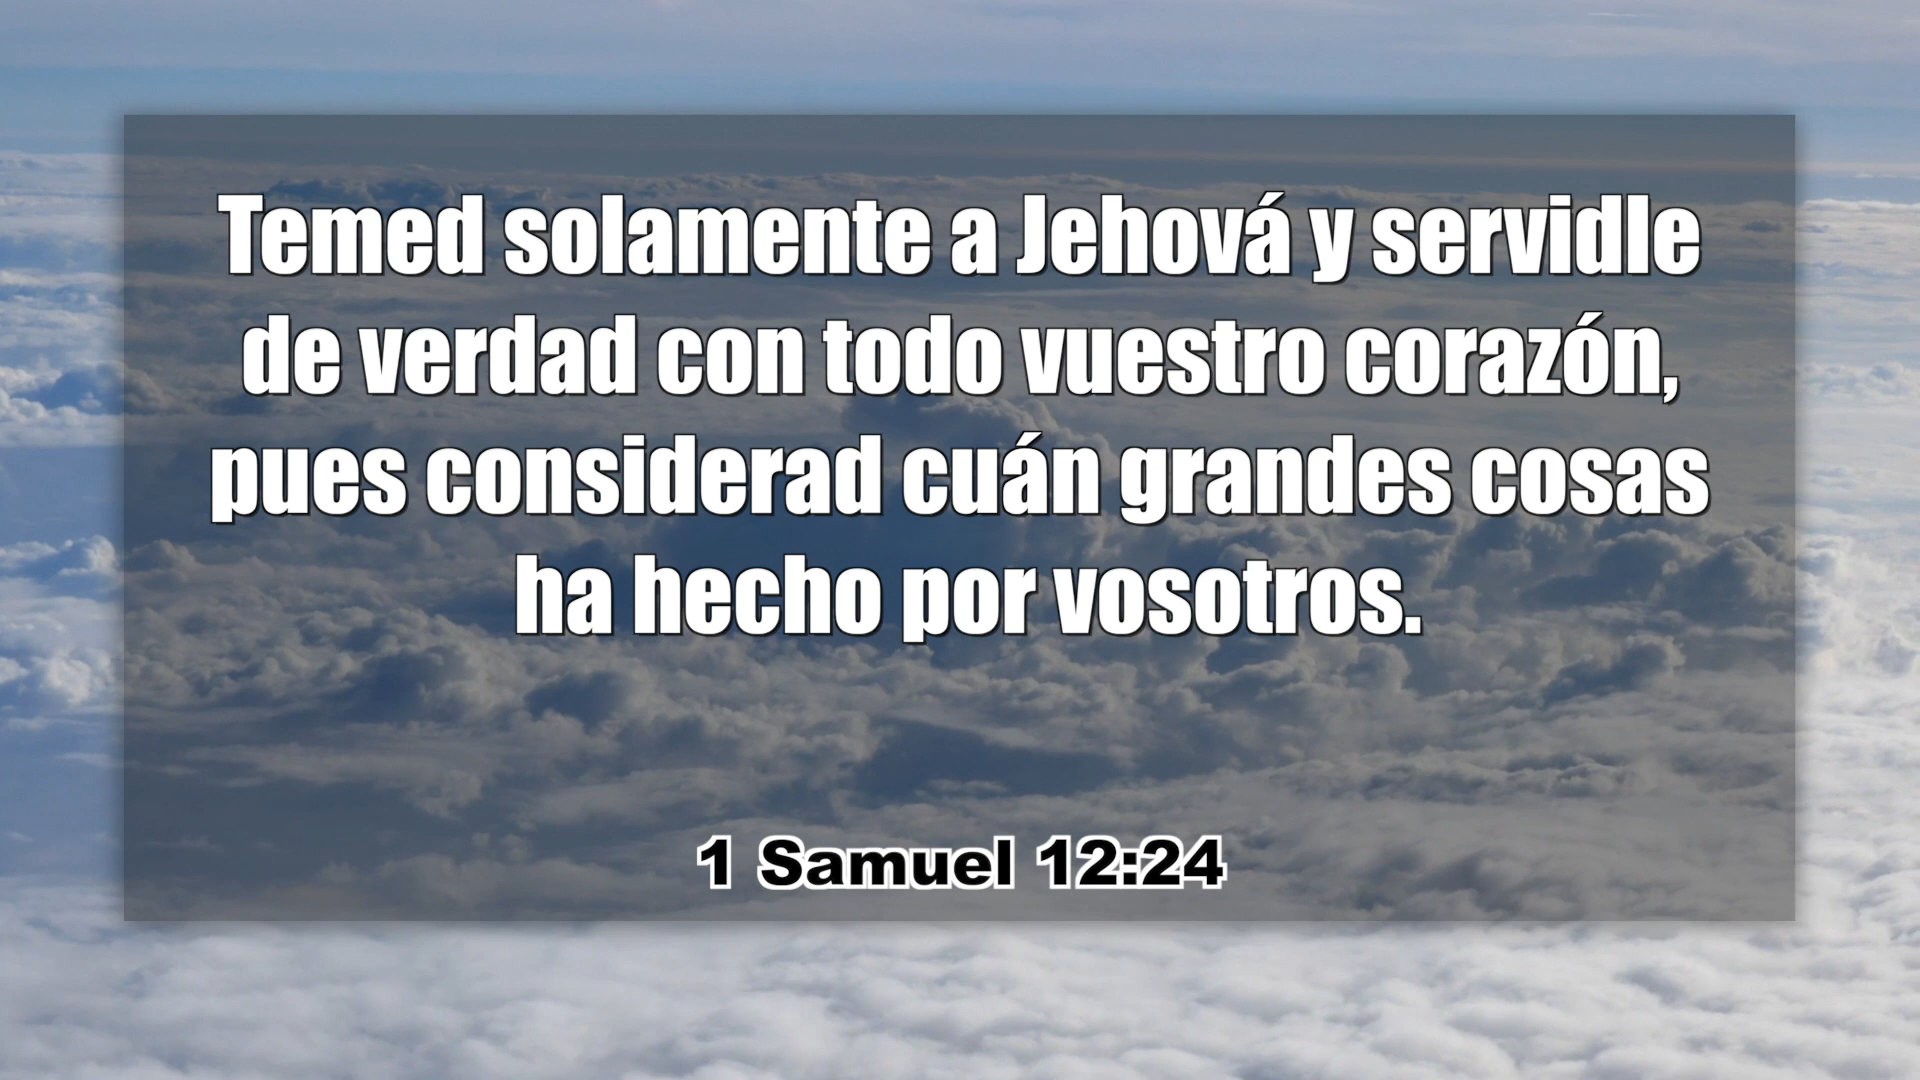 Temed solamente a Jehová y servidle
de verdad con todo vuestro corazón,
pues considerad cuán grandes cosas
ha hecho por vosotros.
1 Samuel 12:24